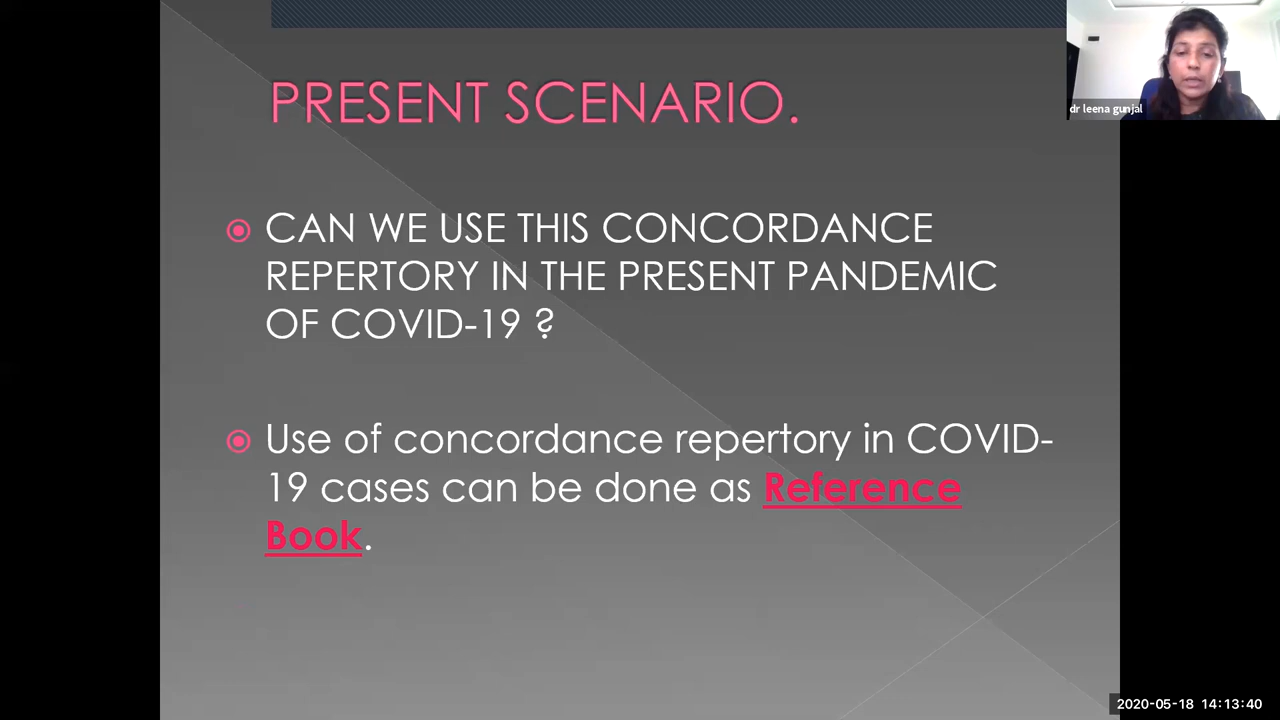 PRESENT SCENARIO.
dr leena gunjal
CAN WE USE THIS CONCORDANCE
REPERTORY IN THE PRESENT PANDEMIC
OF COVID-19 ?
Use of concordance repertory in COVID-
19 cases can be done as Reference
Book.
2020-05-18 14:13:40